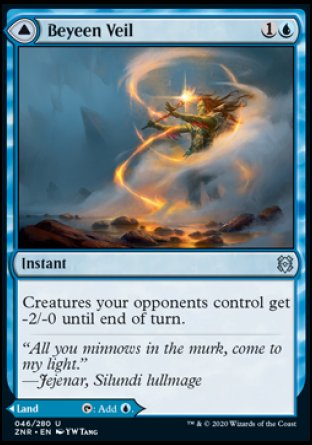 Beyeen Veil 1
Instant
Creatures your opponents control get
-2/-0 until end of turn.
"All you minnows in the murk, come to
my light."
—Jejenar, Silundi lullmage
Land : Add
046/280 U
ZNR • EN YW Tang
™ & © 2020 Wizards of the Coast